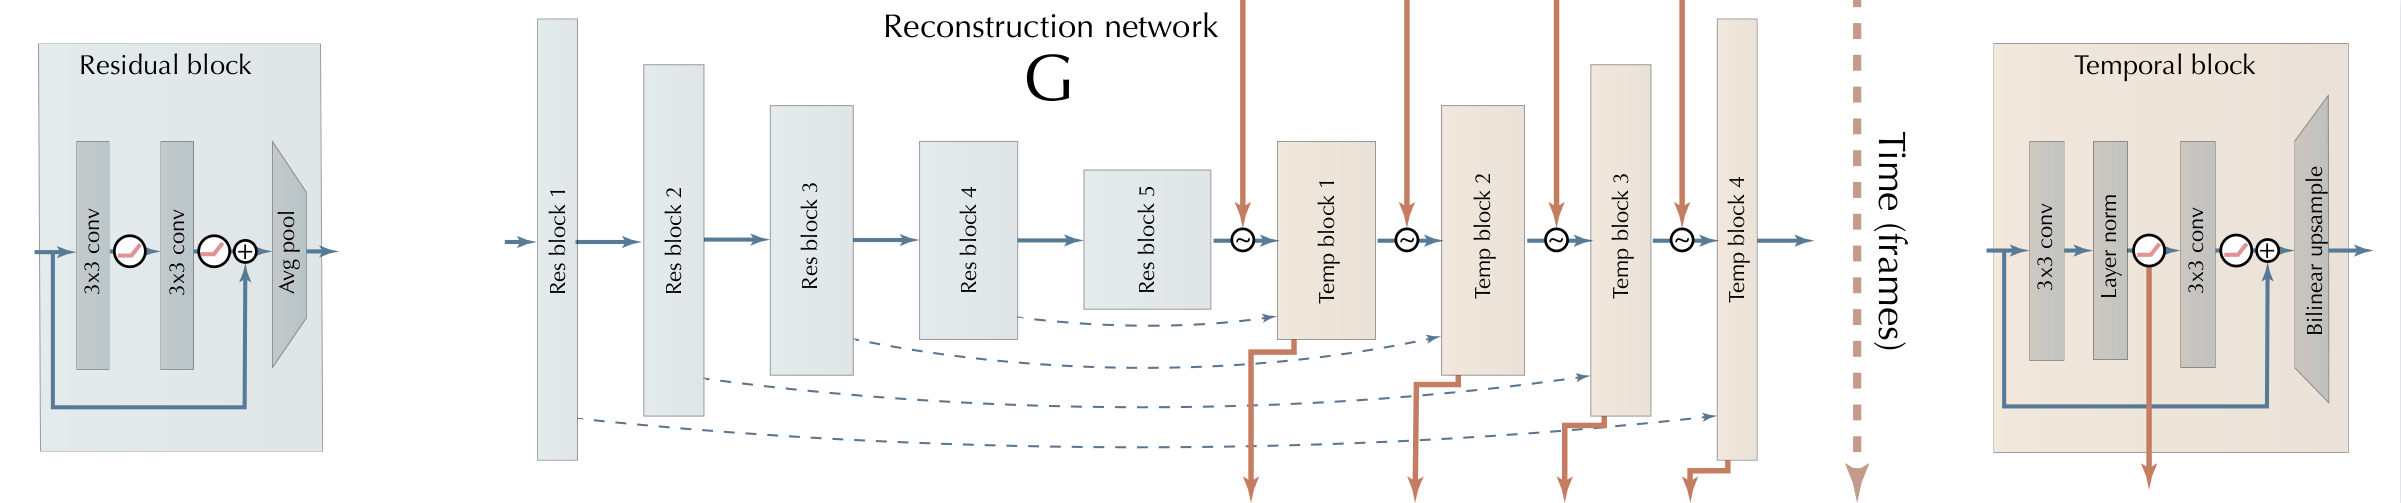 Residual block
3x3 conv
3x3 conv
Avg pool
Reconstruction network
G
Res block 1
Res block 2
Res block 3
Res block 4
Res block 5
~
Temp block 1
~
Temp block 2
~
Temp block 3
~
Temp block 4
Time (frames)
Temporal block
3x3 conv
Layer norm
3x3 conv
Bilinear upsample